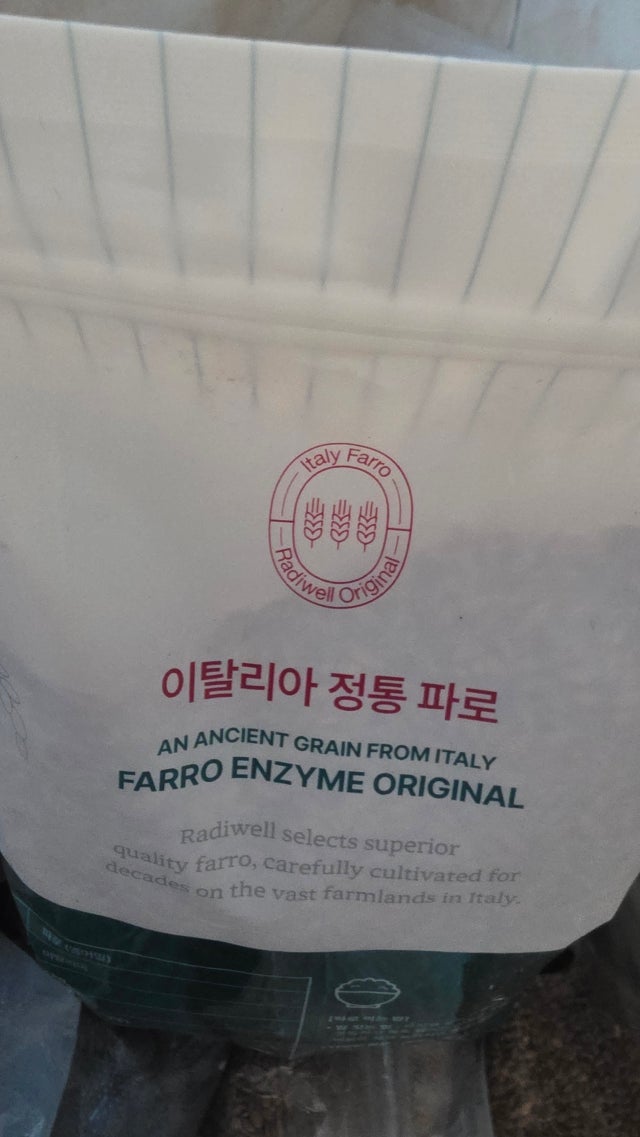 Italy Farro
Radiwell Original
이탈리아 정통 파로
AN ANCIENT GRAIN FROM ITALY
FARRO ENZYME ORIGINAL
Radiwell selects superior
quality farro, carefully cultivated for
decades on the vast farmlands in Italy.